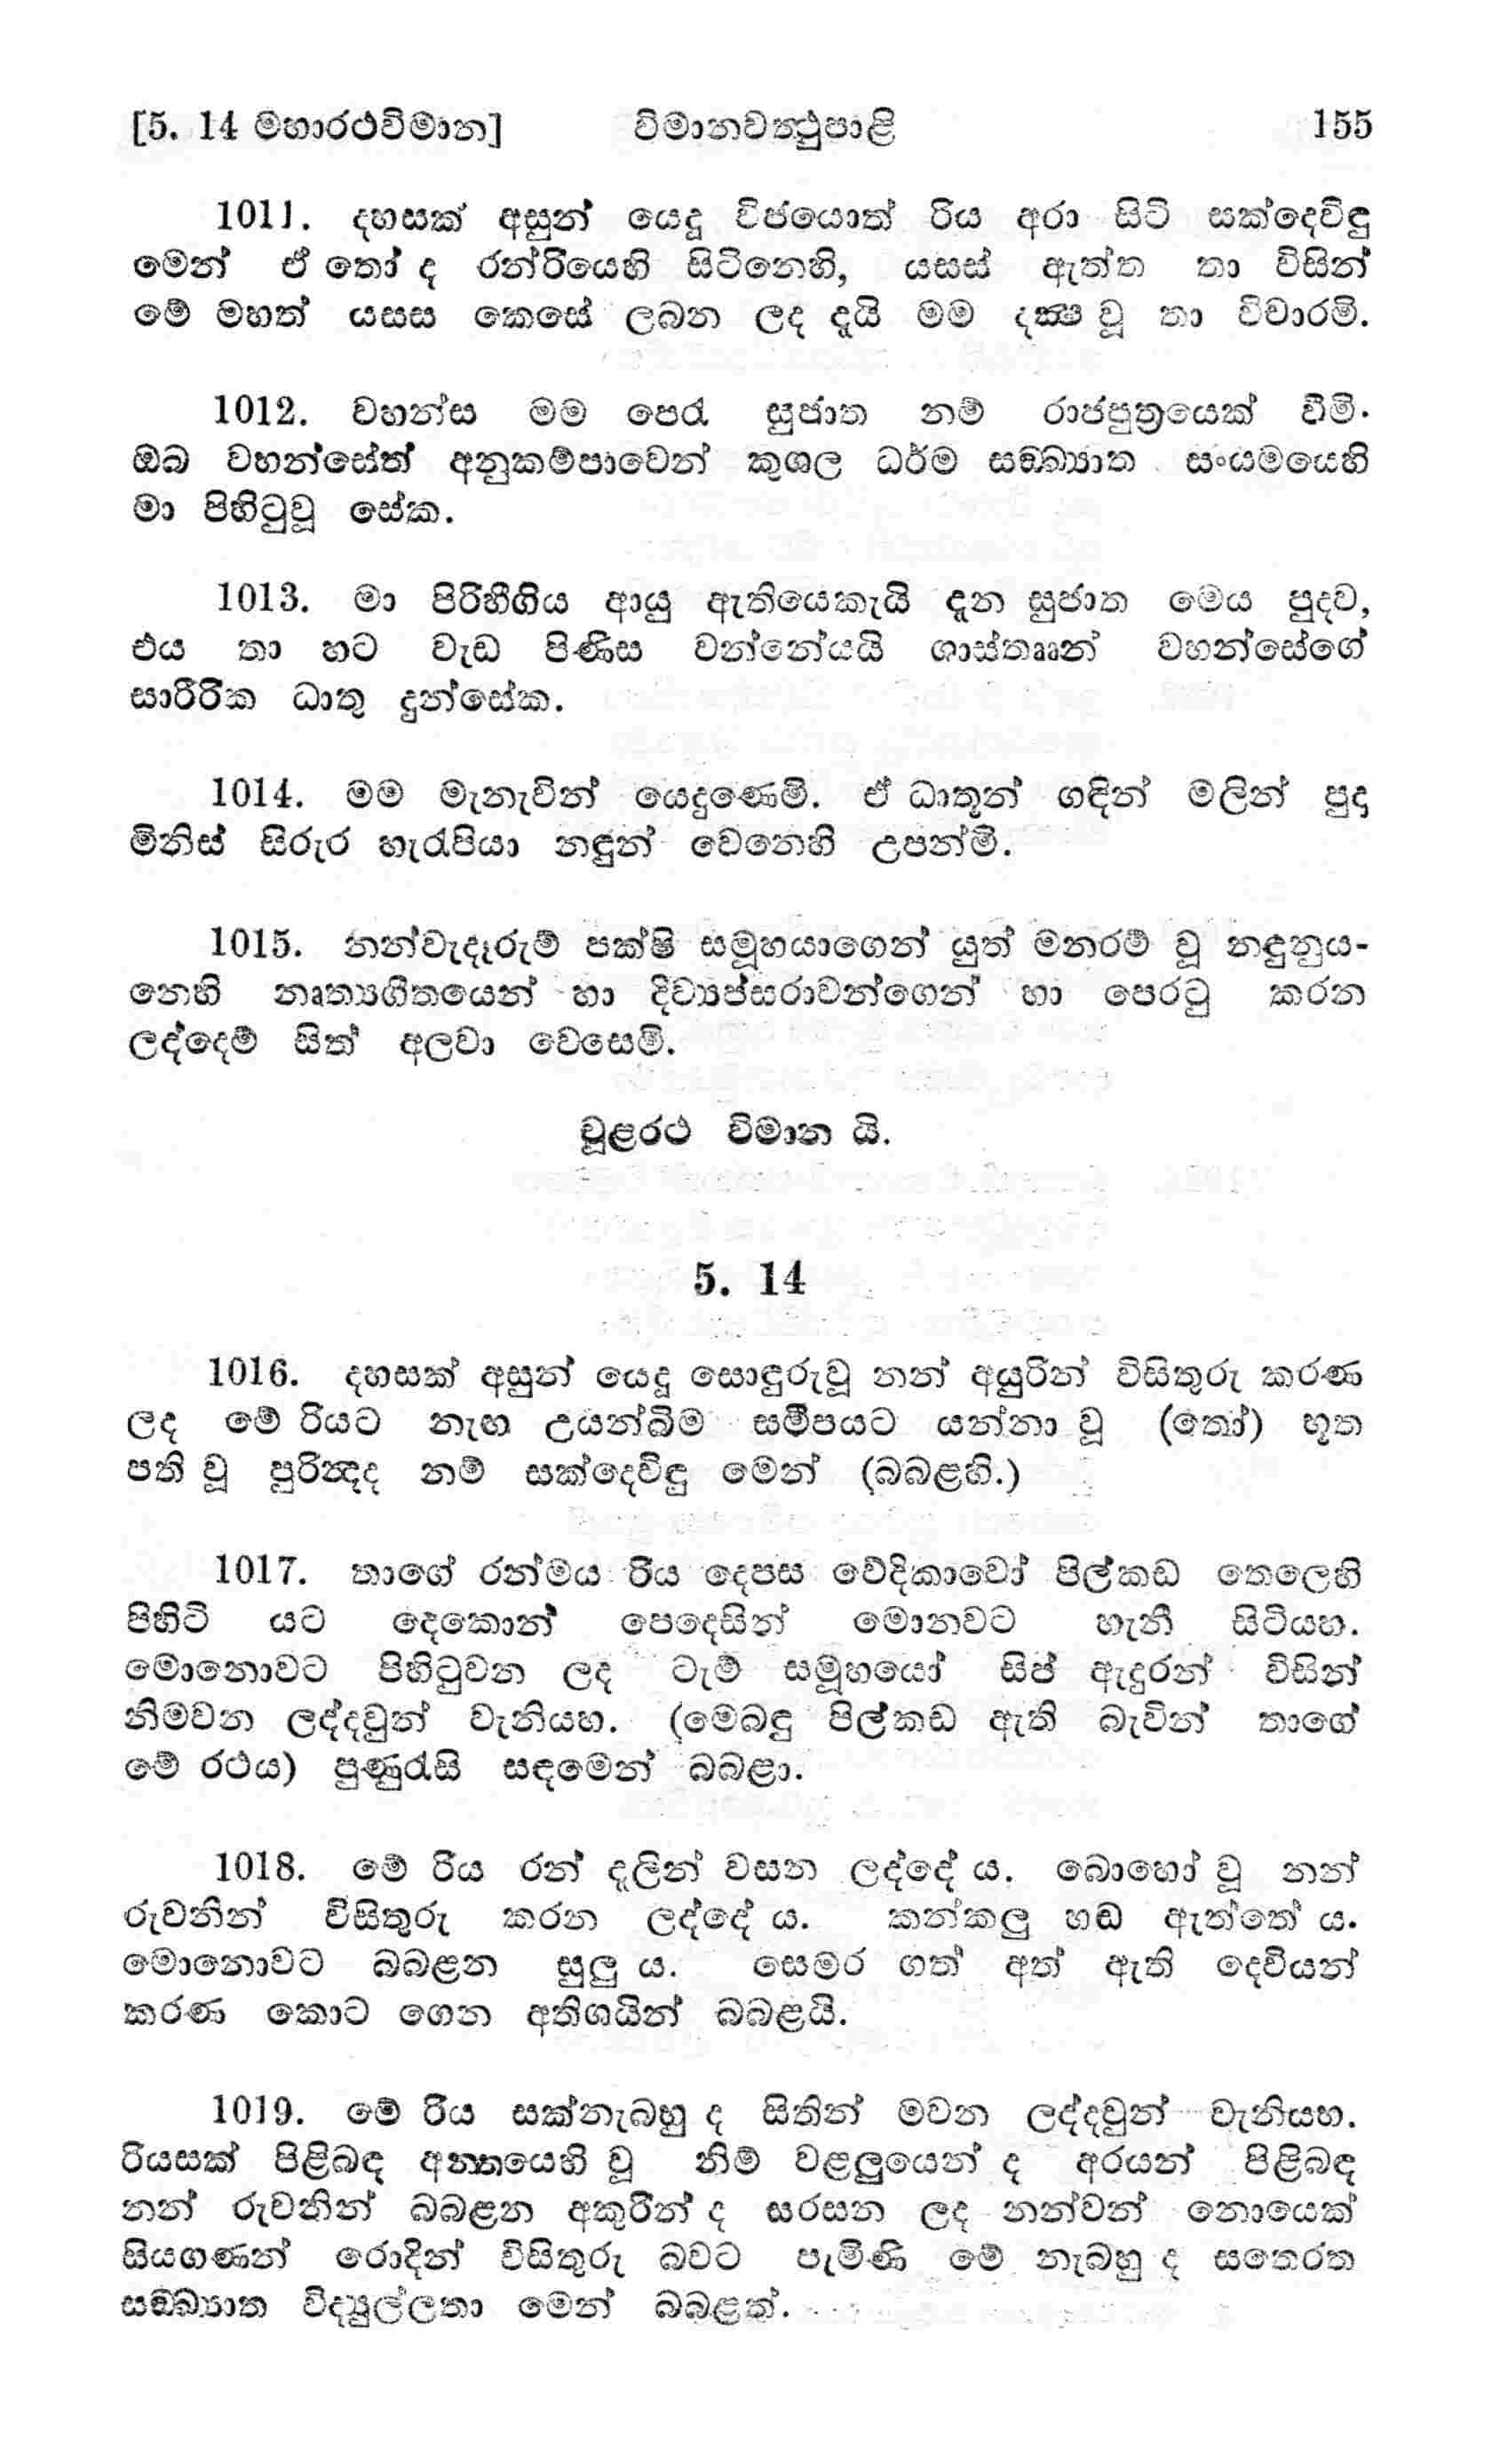 [5. 14 මහාරථවිමාන] විමානවත්‍ථුපාළි 155
1011. දහසක් අසුන් යෙදූ විජයොත් රිය අරා සිටි සක්දෙවිඳු
මෙන් ඒ තෝ ද රන්රියෙහි සිටිනෙහි, යසස් ඇත්ත තා විසින්
මේ මහත් යසස කෙසේ ලබන ලද දැයි මම දක්‍ෂ වූ තා විචාරමි.
1012. වහන්ස මම පෙර සුජාත නම් රාජපුත්‍රයෙක් වීමි.
ඔබ වහන්සේත් අනුකම්පාවෙන් කුශල ධර්ම සඞ්ඛ්‍යාත සංයමයෙහි
මා පිහිටුවූ සේක.
1013. මා පිරිහීගිය ආයු ඇතියෙකැයි දැන සුජාත මෙය පුදව,
එය තා හට වැඩ පිණිස වන්නේයයි ශාස්තෲන් වහන්සේගේ
සාරීරික ධාතු දුන්සේක.
1014. මම මැනැවින් යෙදුණෙමි. ඒ ධාතූන් ගඳින් මලින් පුදා
මිනිස් සිරුර හැරපියා නඳුන් වෙනෙහි උපන්මි.
1015. නන්වැදෑරුම් පක්ෂි සමූහයාගෙන් යුත් මනරම් වූ නඳුනුය-
නෙහි නෘත්‍යගීතයෙන් හා දිව්‍යප්සරාවන්ගෙන් හා පෙරටු කරන
ලද්දෙම් සිත් අලවා වෙසෙමි.
චූළරථ විමාන යි.
5. 14
1016. දහසක් අසුන් යෙදූ සොඳුරුවූ නන් අයුරින් විසිතුරු කරණ
ලද මේ රියට නැඟ උයන්බිම සමීපයට යන්නා වූ (තෝ) භූත
පති වූ පුරින්‍දද නම් සක්දෙවිඳු මෙන් (බබළහි.)
1017. තාගේ රන්මය රිය දෙපස වේදිකාවෝ පිල්කඩ තෙලෙහි
පිහිටි යට දෙකොන් පෙදෙසින් මොනවට හැනී සිටියහ.
මොනොවට පිහිටුවන ලද ටැම් සමූහයෝ සිප් ඇදුරන් විසින්
නිමවන ලද්දවුන් වැනියහ. (මෙබඳු පිල්කඩ ඇති බැවින් තාගේ
මේ රථය) පුණුරැසි සඳමෙන් බබළා.
1018. මේ රිය රන් දැලින් වසන ලද්දේ ය. බොහෝ වූ නන්
රුවනින් විසිතුරු කරන ලද්දේ ය. කන්කලු හඬ ඇත්තේ ය.
මොනොවට බබළන සුලු ය. සෙමර ගත් අත් ඇති දෙවියන්
කරණ කොට ගෙන අතිශයින් බබළයි.
1019. මේ රිය සක්නැබහු ද සිතින් මවන ලද්දවුන් වැනියහ.
රියසක් පිළිබඳ අන්තයෙහි වූ නිම් වළලුයෙන් ද අරයන් පිළිබඳ
නන් රුවනින් බබළන අකුරින් ද සරසන ලද නන්වන් නොයෙක්
සියගණන් රොදින් විසිතුරු බවට පැමිණි මේ නැබහු ද සතෙරත
සඞ්ඛ්‍යාත විද්‍යුල්ලතා මෙන් බබළත්.